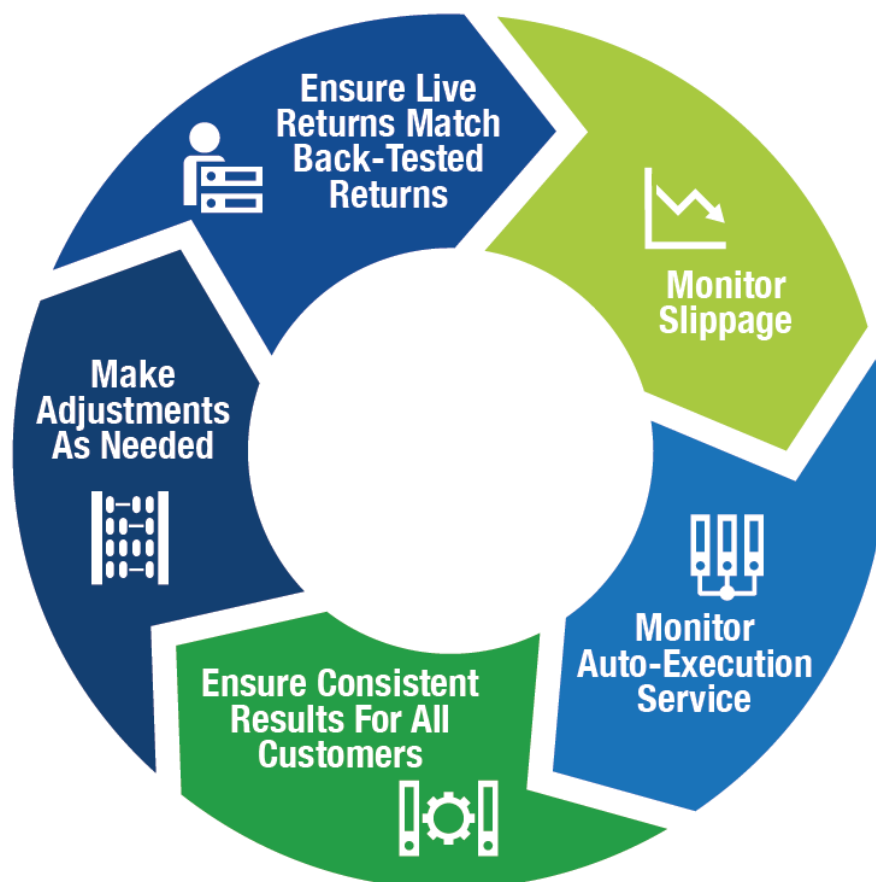 Ensure Live
Returns Match
Back-Tested
Returns
Monitor
Slippage
Monitor
Auto-Execution
Service
Ensure Consistent
Results For All
Customers
Make
Adjustments
As Needed